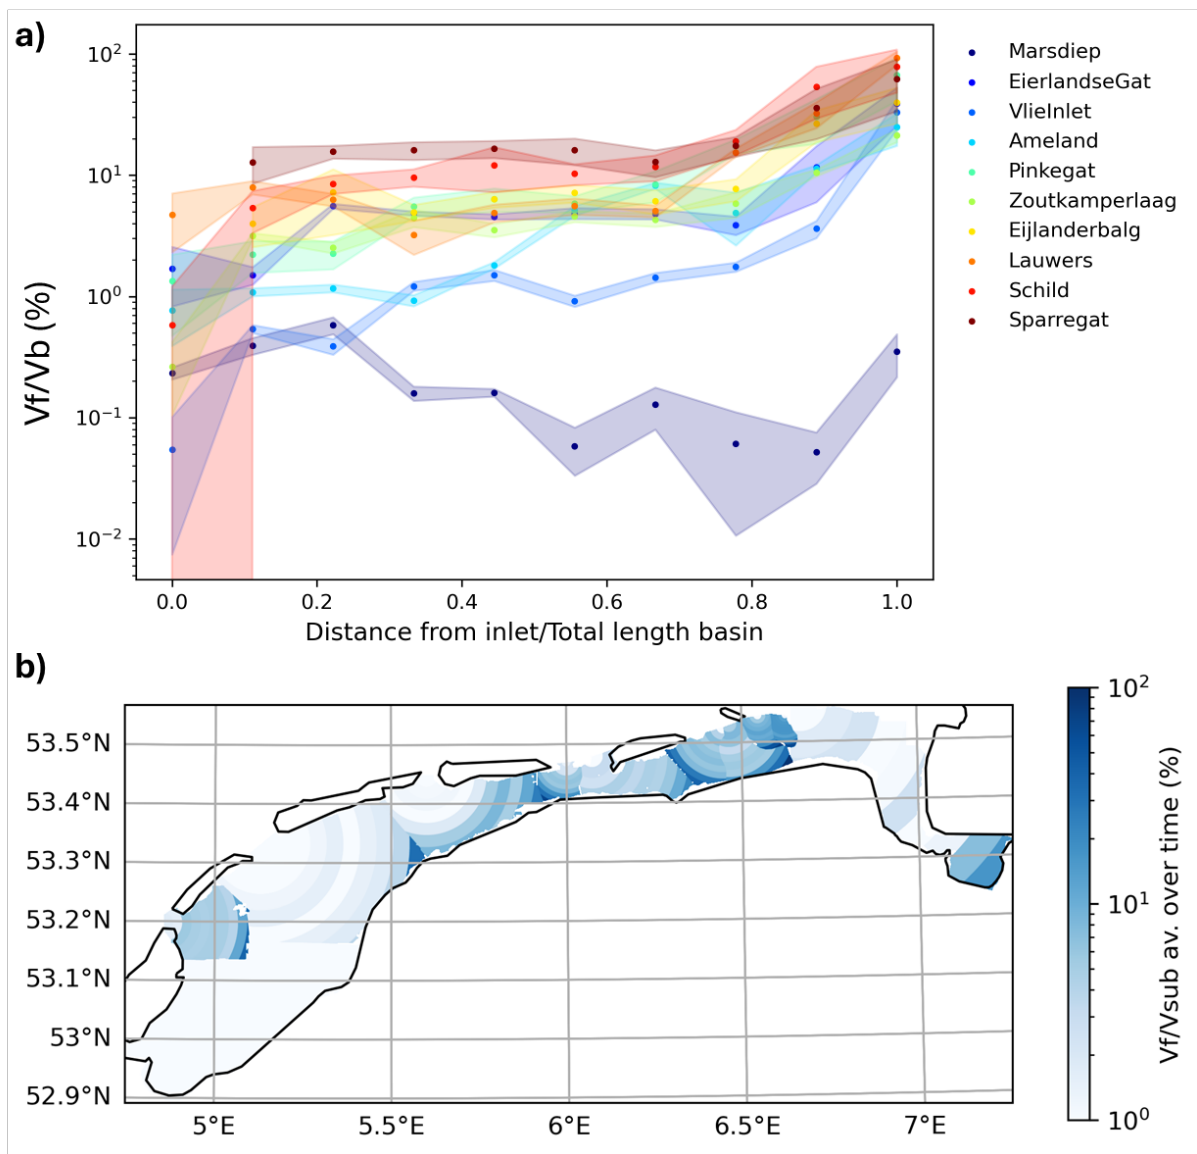 a)
10²
10¹
10⁰
10⁻¹
10⁻²
Vf/Vb (%)
0.0 0.2 0.4 0.6 0.8 1.0
Distance from inlet/Total length basin
Marsdiep
EierlandseGat
VlieInlet
Ameland
Pinkegat
Zoutkamperlaag
Eijlanderbalg
Lauwers
Schild
Sparregat
b)
53.5°N
53.4°N
53.3°N
53.2°N
53.1°N
53°N
52.9°N
5°E 5.5°E 6°E 6.5°E 7°E
10²
10¹
10⁰
Vf/Vsub av. over time (%)